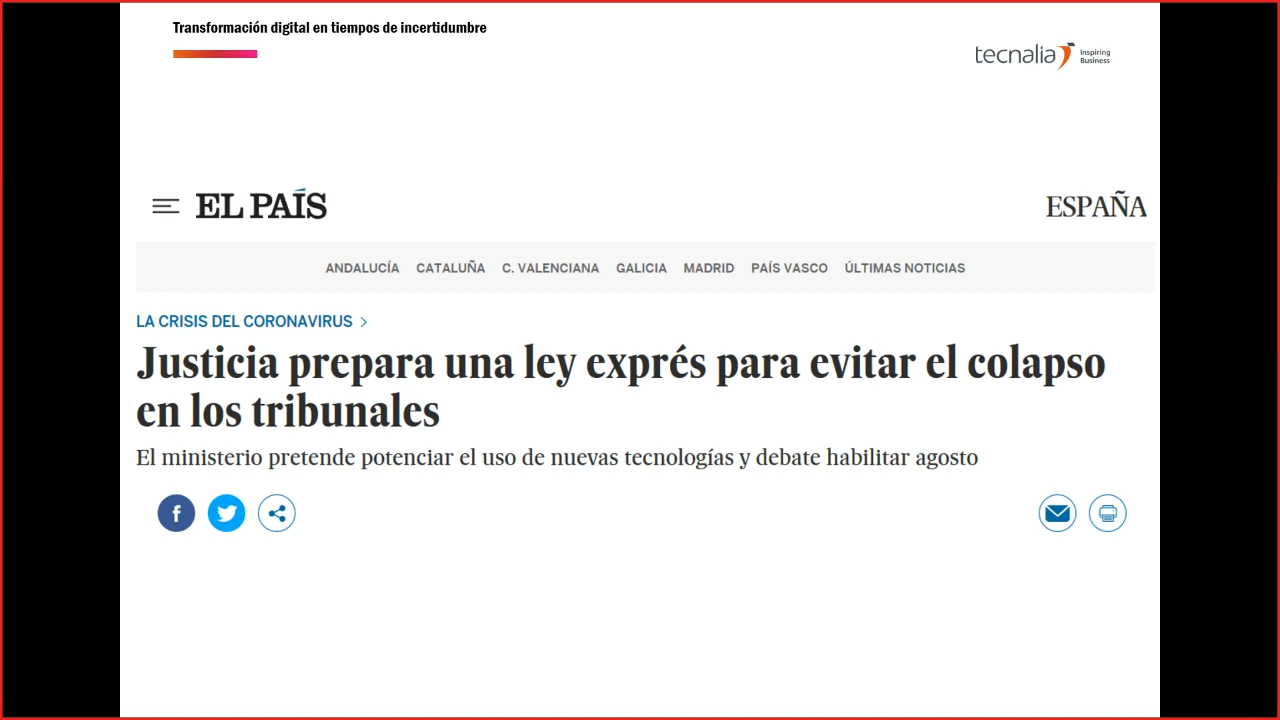 Transformación digital en tiempos de incertidumbre
tecnalia Inspiring
Business
EL PAÍS
ESPAÑA
ANDALUCÍA CATALUÑA C. VALENCIANA GALICIA MADRID PAÍS VASCO ÚLTIMAS NOTICIAS
LA CRISIS DEL CORONAVIRUS >
Justicia prepara una ley exprés para evitar el colapso
en los tribunales
El ministerio pretende potenciar el uso de nuevas tecnologías y debate habilitar agosto